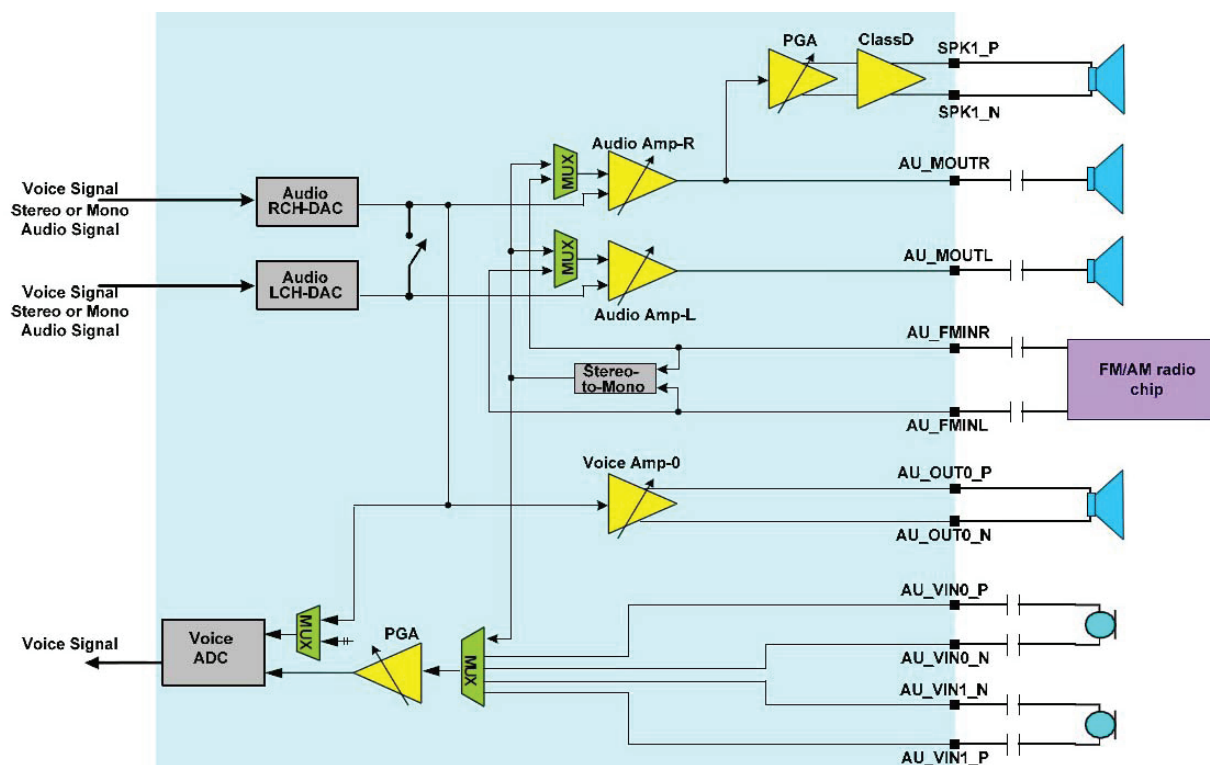 PGA
ClassD
SPK1_P
SPK1_N
Audio Amp-R
MUX
AU_MOUTR
Voice Signal
Stereo or Mono
Audio Signal
Audio
RCH-DAC
MUX
AU_MOUTL
Voice Signal
Stereo or Mono
Audio Signal
Audio
LCH-DAC
Audio Amp-L
AU_FMINR
Stereo-
to-Mono
FM/AM radio
chip
AU_FMINL
Voice Amp-0
AU_OUT0_P
AU_OUT0_N
AU_VIN0_P
Voice Signal
Voice
ADC
MUX
PGA
MUX
AU_VIN0_N
AU_VIN1_N
AU_VIN1_P